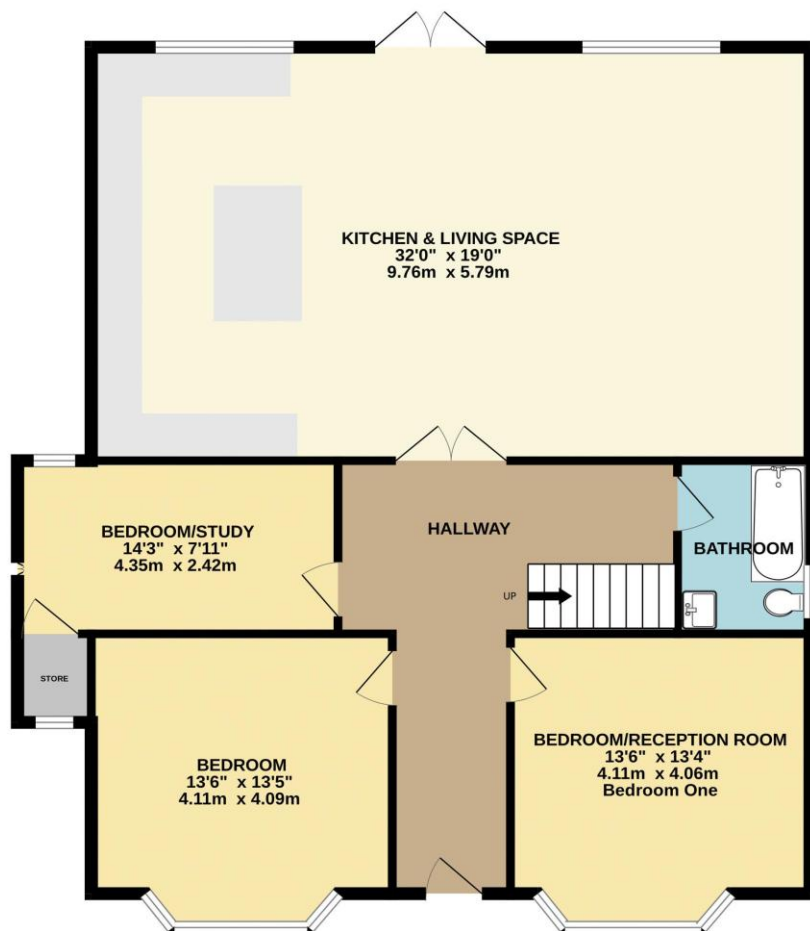 KITCHEN & LIVING SPACE
32'0" x 19'0"
9.76m x 5.79m
BEDROOM/STUDY
14'3" x 7'11"
4.35m x 2.42m
HALLWAY
BATHROOM
UP
STORE
BEDROOM
13'6" x 13'5"
4.11m x 4.09m
BEDROOM/RECEPTION ROOM
13'6" x 13'4"
4.11m x 4.06m
Bedroom One